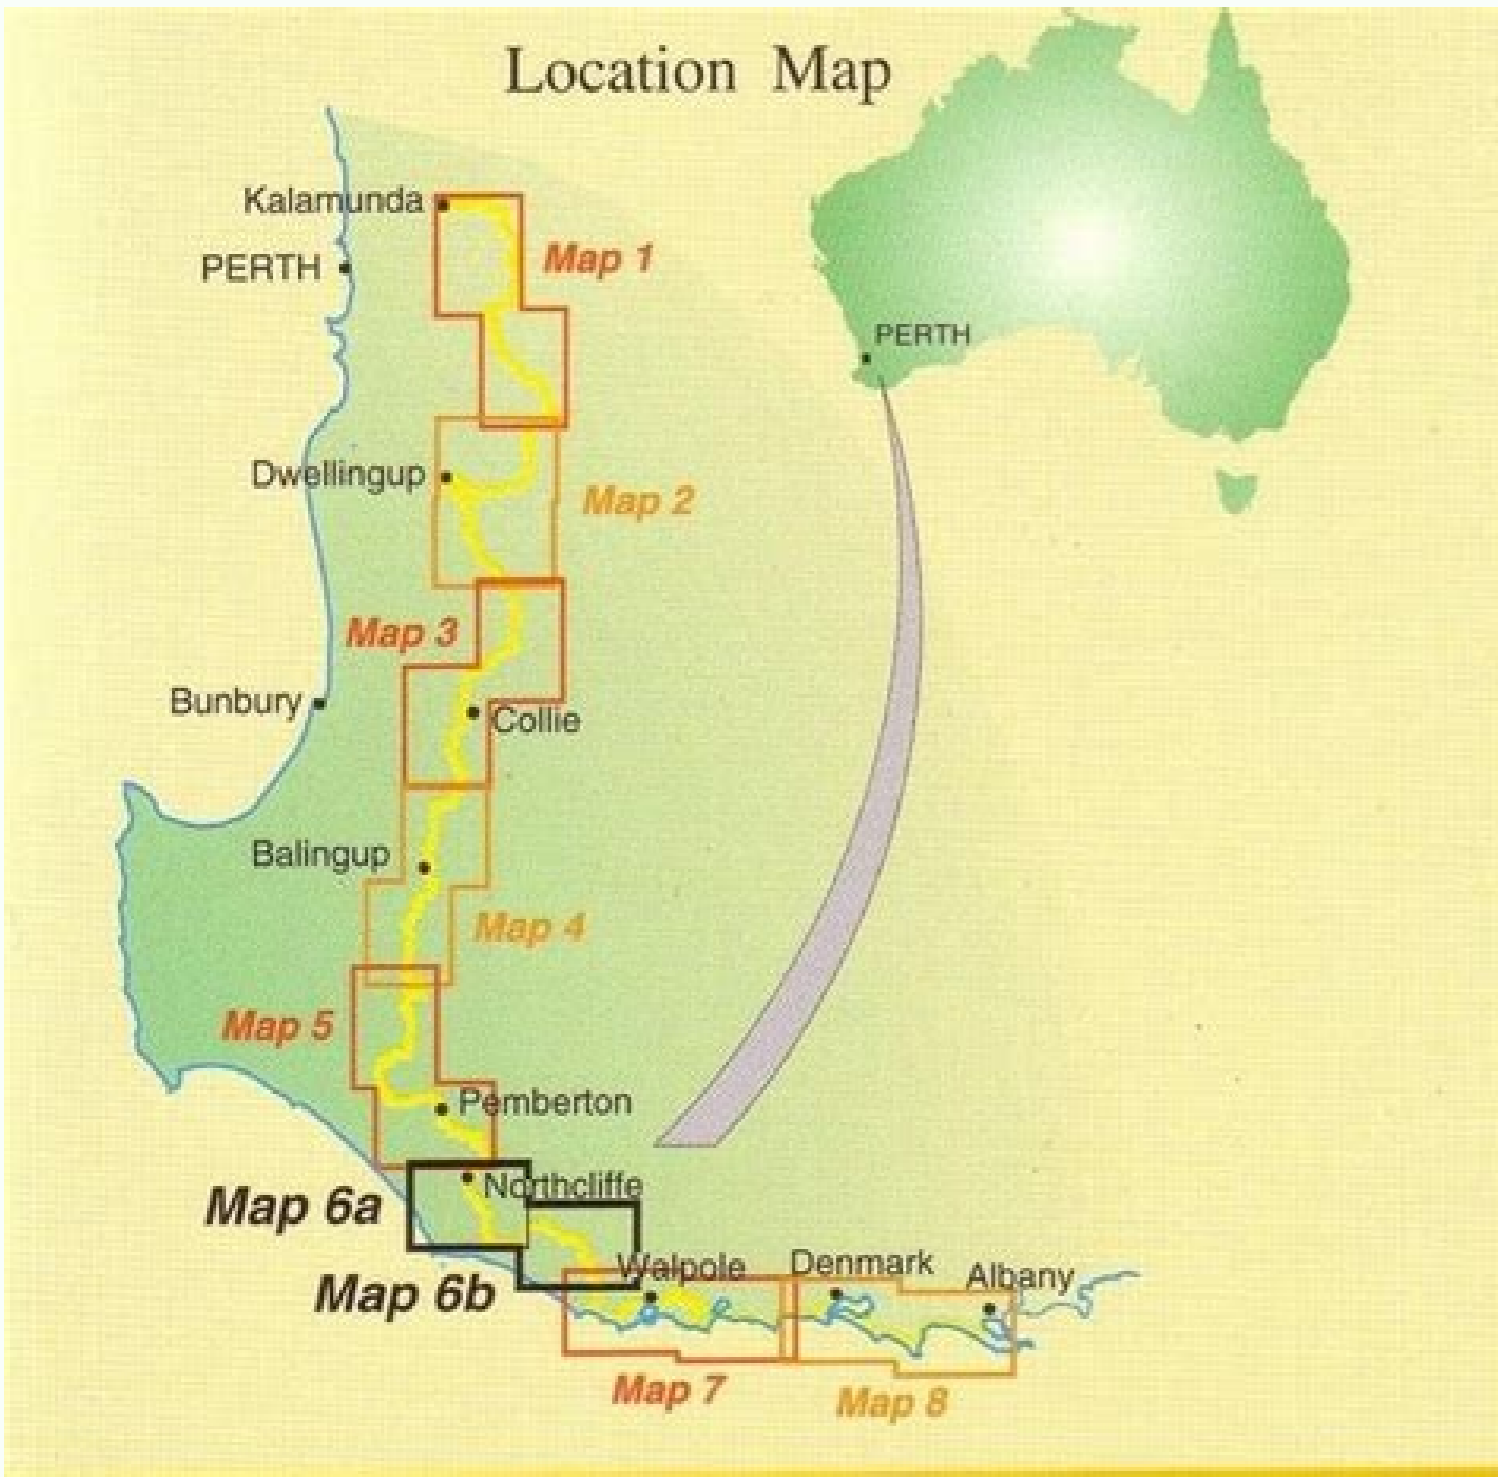 Location Map
Kalamunda
PERTH
Map 1
PERTH
Dwellingup
Map 2
Map 3
Bunbury
Collie
Balingup
Map 4
Map 5
Pemberton
Northcliffe
Map 6a
Walpole
Denmark
Albany
Map 6b
Map 7
Map 8